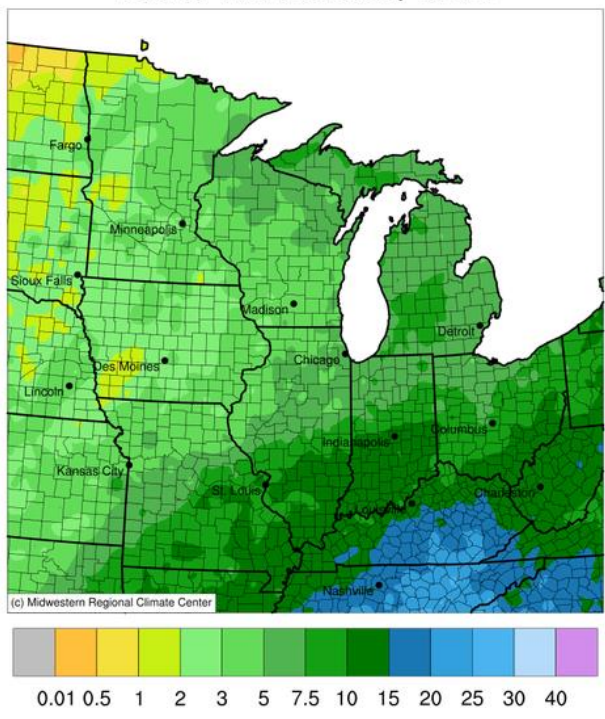 Fargo
Minneapolis
Sioux Falls
Madison
Detroit
Des Moines
Chicago
Lincoln
Columbus
Indianapolis
Kansas City
St. Louis
Charleston
Louisville
Nashville
(c) Midwestern Regional Climate Center
0.01 0.5 1 2 3 5 7.5 10 15 20 25 30 40